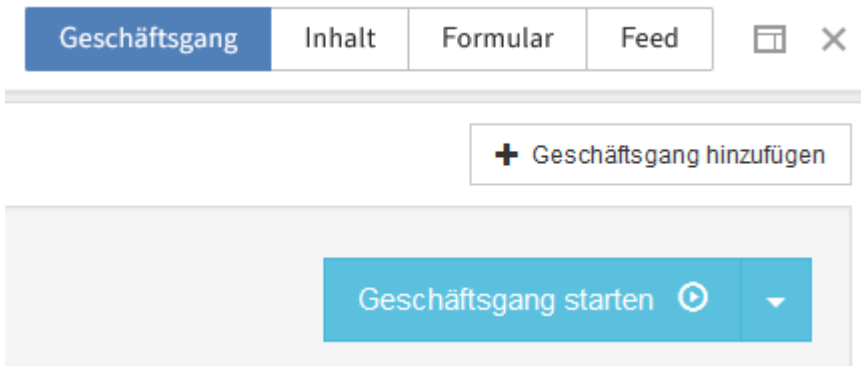 Geschäftsgang Inhalt Formular Feed
Geschäftsgang hinzufügen
Geschäftsgang starten